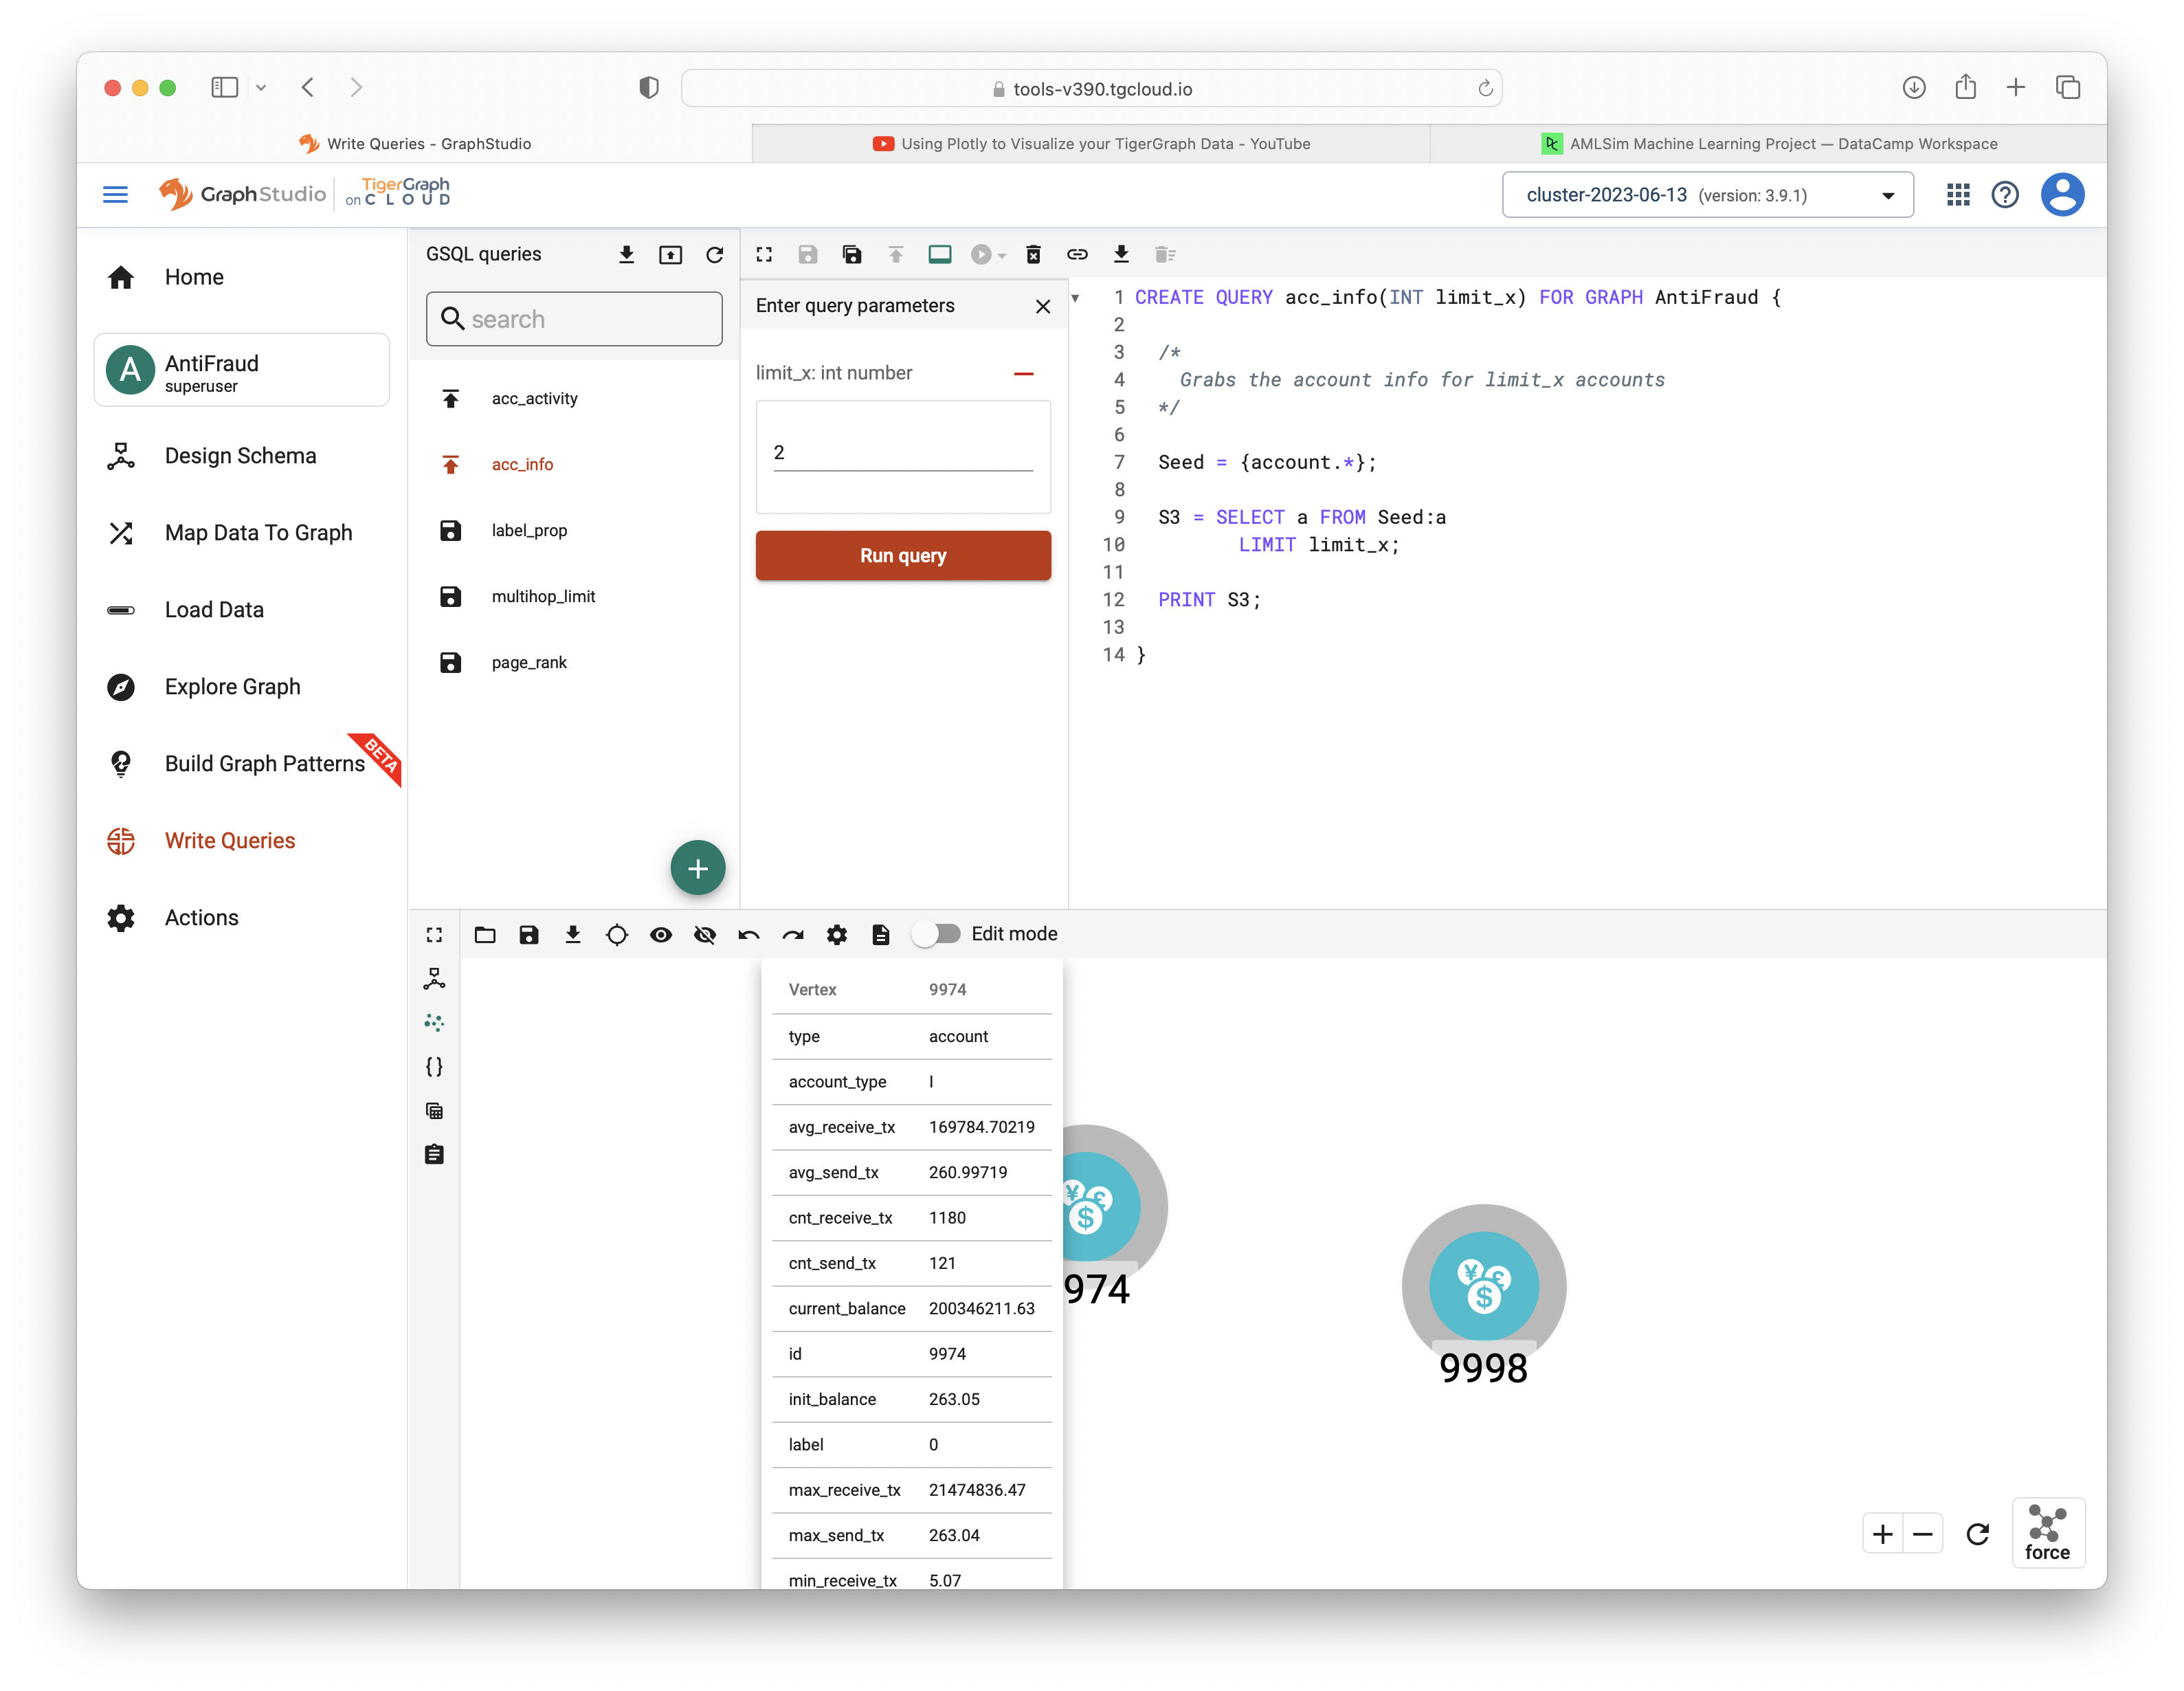 tools-v390.tgcloud.io
Write Queries - GraphStudio
Using Plotly to Visualize your TigerGraph Data - YouTube
AMLSim Machine Learning Project — DataCamp Workspace
GraphStudio
TigerGraph
on CLOUD
cluster-2023-06-13 (version: 3.9.1)
Home
A
AntiFraud
superuser
Design Schema
Map Data To Graph
Load Data
Explore Graph
Build Graph Patterns
BETA
Write Queries
Actions
GSQL queries
search
acc_activity
acc_info
label_prop
multihop_limit
page_rank
Enter query parameters
limit_x: int number
2
Run query
1 CREATE QUERY acc_info(INT limit_x) FOR GRAPH AntiFraud {
2
3 /*
4 Grabs the account info for limit_x accounts
5 */
6
7 Seed = {account.*};
8
9 S3 = SELECT a FROM Seed:a
10 LIMIT limit_x;
11
12 PRINT S3;
13
14 }
Edit mode
Vertex 9974
type account
account_type I
avg_receive_tx 169784.70219
avg_send_tx 260.99719
cnt_receive_tx 1180
cnt_send_tx 121
current_balance 200346211.63
id 9974
init_balance 263.05
label 0
max_receive_tx 21474836.47
max_send_tx 263.04
min_receive_tx 5.07
¥ £ $
974
¥ £ $
9998
force